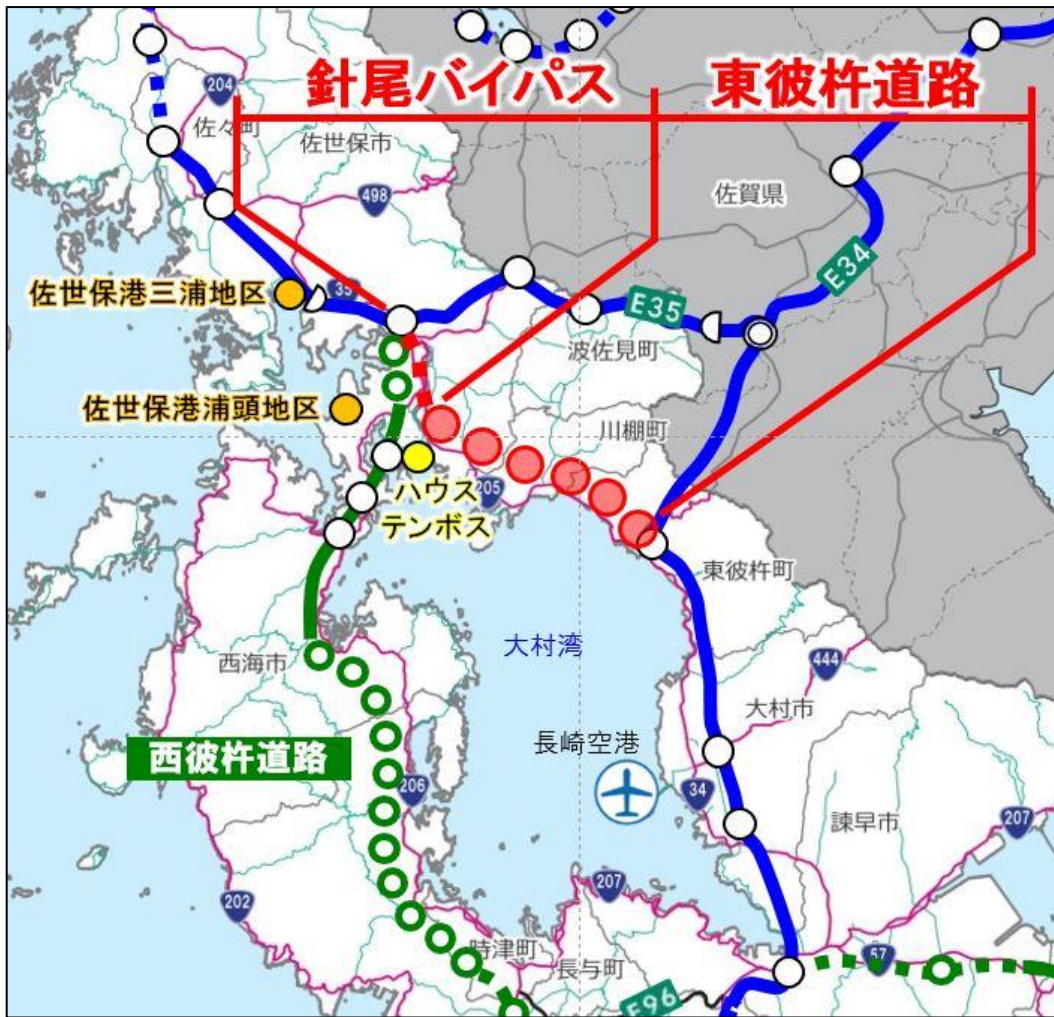 針尾バイパス
東彼杵道路
204
佐々町
佐世保市
498
佐賀県
佐世保港三浦地区
35
E34
E35
波佐見町
佐世保港浦頭地区
川棚町
ハウス
テンボス
205
東彼杵町
大村湾
西海市
444
大村市
長崎空港
西彼杵道路
206
34
諫早市
207
202
207
時津町
長与町
57
E96